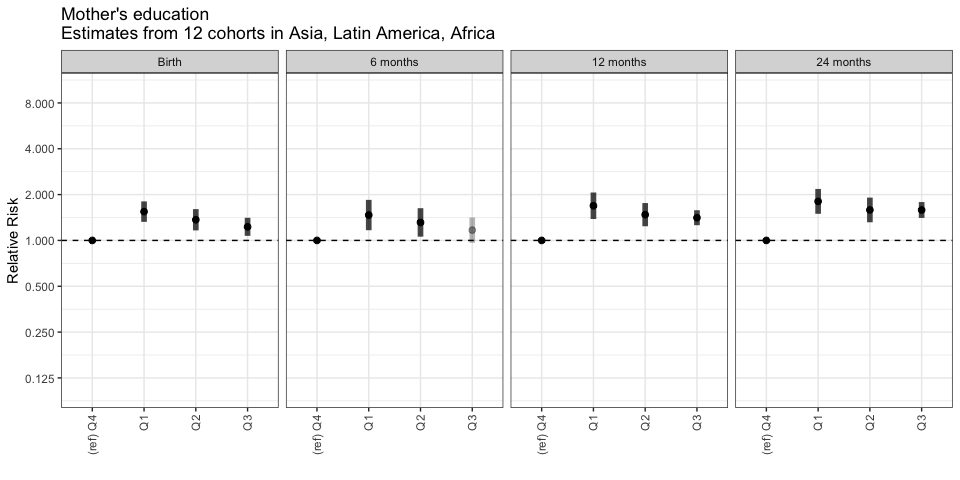 Mother's education
Estimates from 12 cohorts in Asia, Latin America, Africa
Birth
6 months
12 months
24 months
Relative Risk
8.000
4.000
2.000
1.000
0.500
0.250
0.125
(ref) Q4
Q1
Q2
Q3
(ref) Q4
Q1
Q2
Q3
(ref) Q4
Q1
Q2
Q3
(ref) Q4
Q1
Q2
Q3